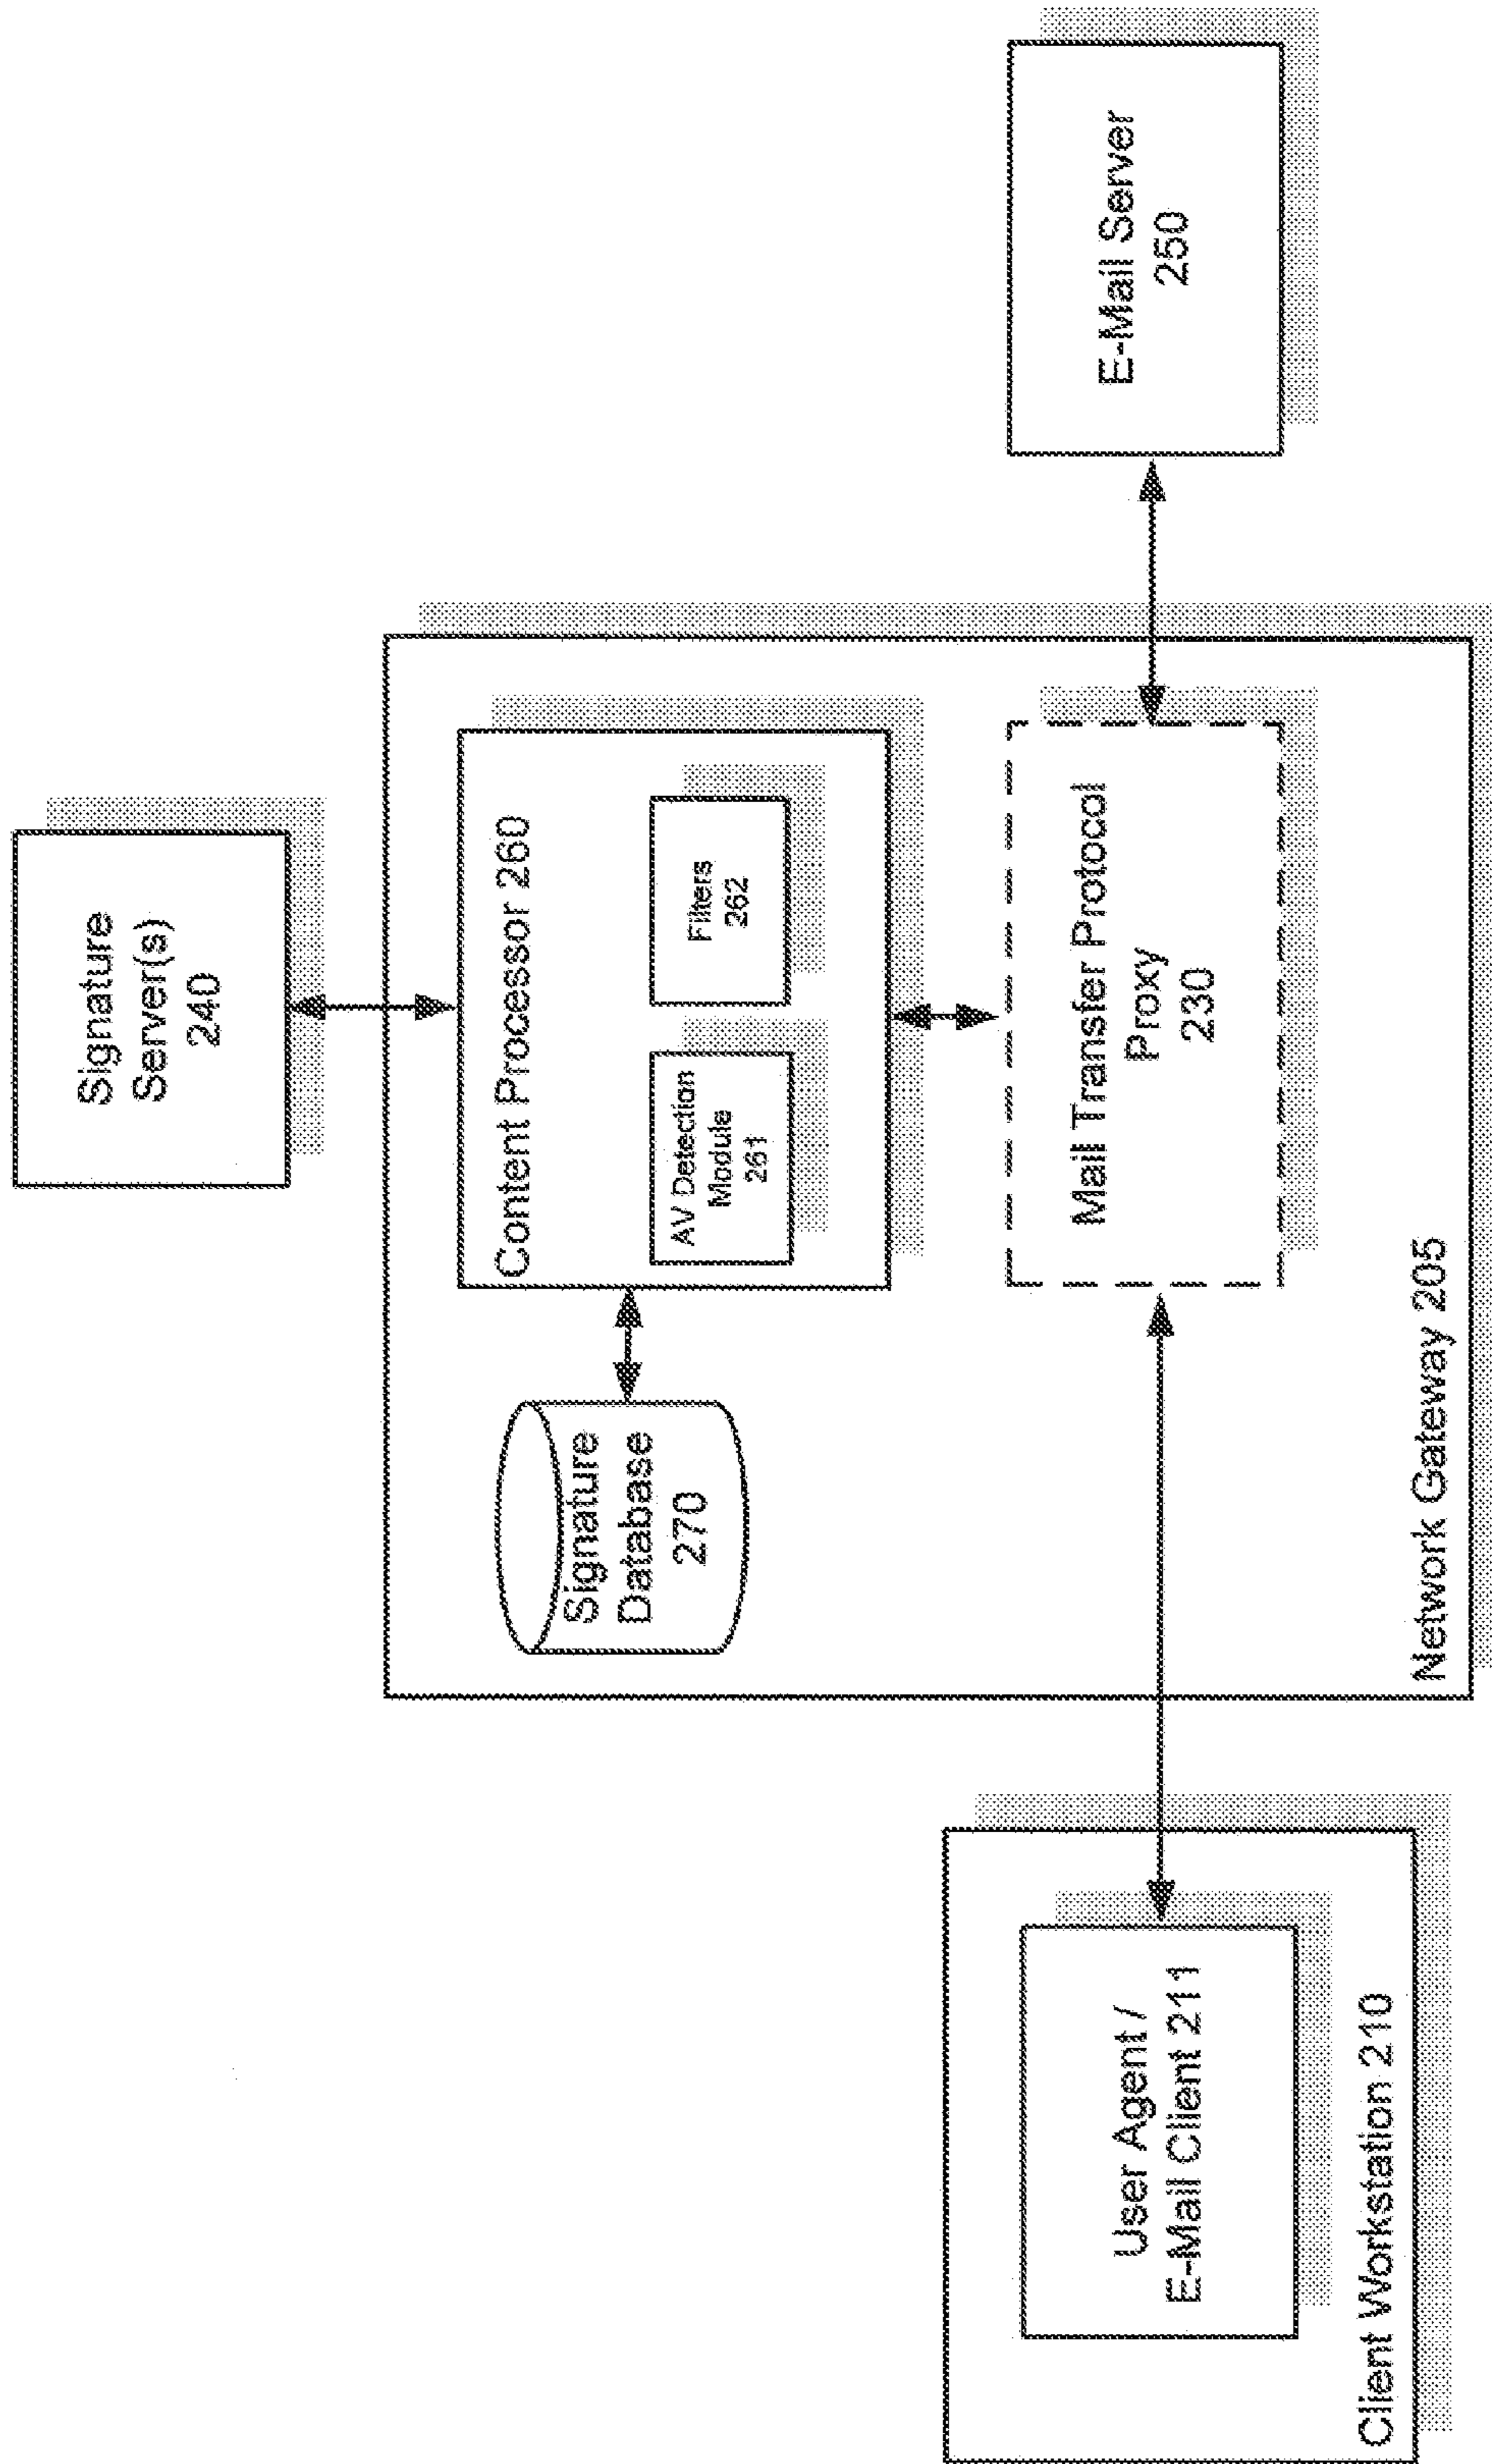 Signature
Server(s)
240
Content Processor 260
AV Detection
Module
261
Filters
262
Signature
Database
270
Mail Transfer Protocol
Proxy
230
Network Gateway 205
E-Mail Server
250
User Agent /
E-Mail Client 211
Client Workstation 210